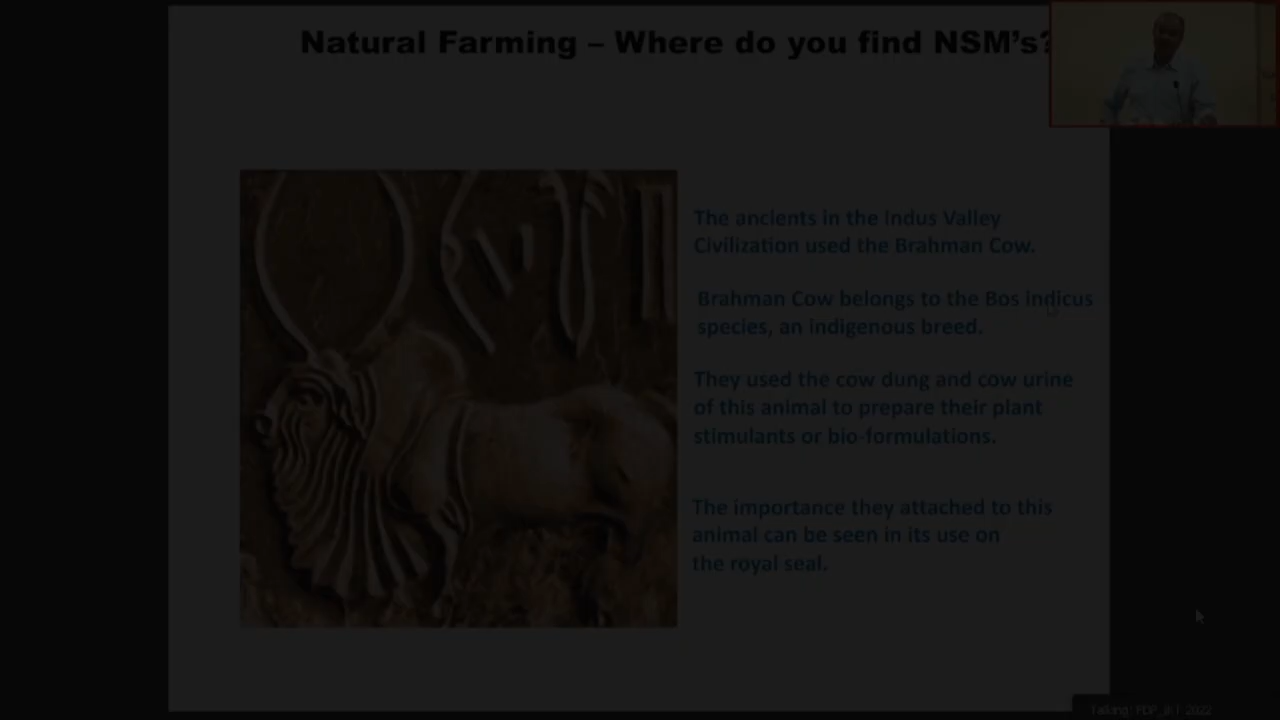 Natural Farming – Where do you find NSM's?
The ancients in the Indus Valley
Civilization used the Brahman Cow.
Brahman Cow belongs to the Bos indicus
species, an indigenous breed.
They used the cow dung and cow urine
of this animal to prepare their plant
stimulants or bio-formulations.
The importance they attached to this
animal can be seen in its use on
the royal seal.
Talking: FDP_IKI_2022